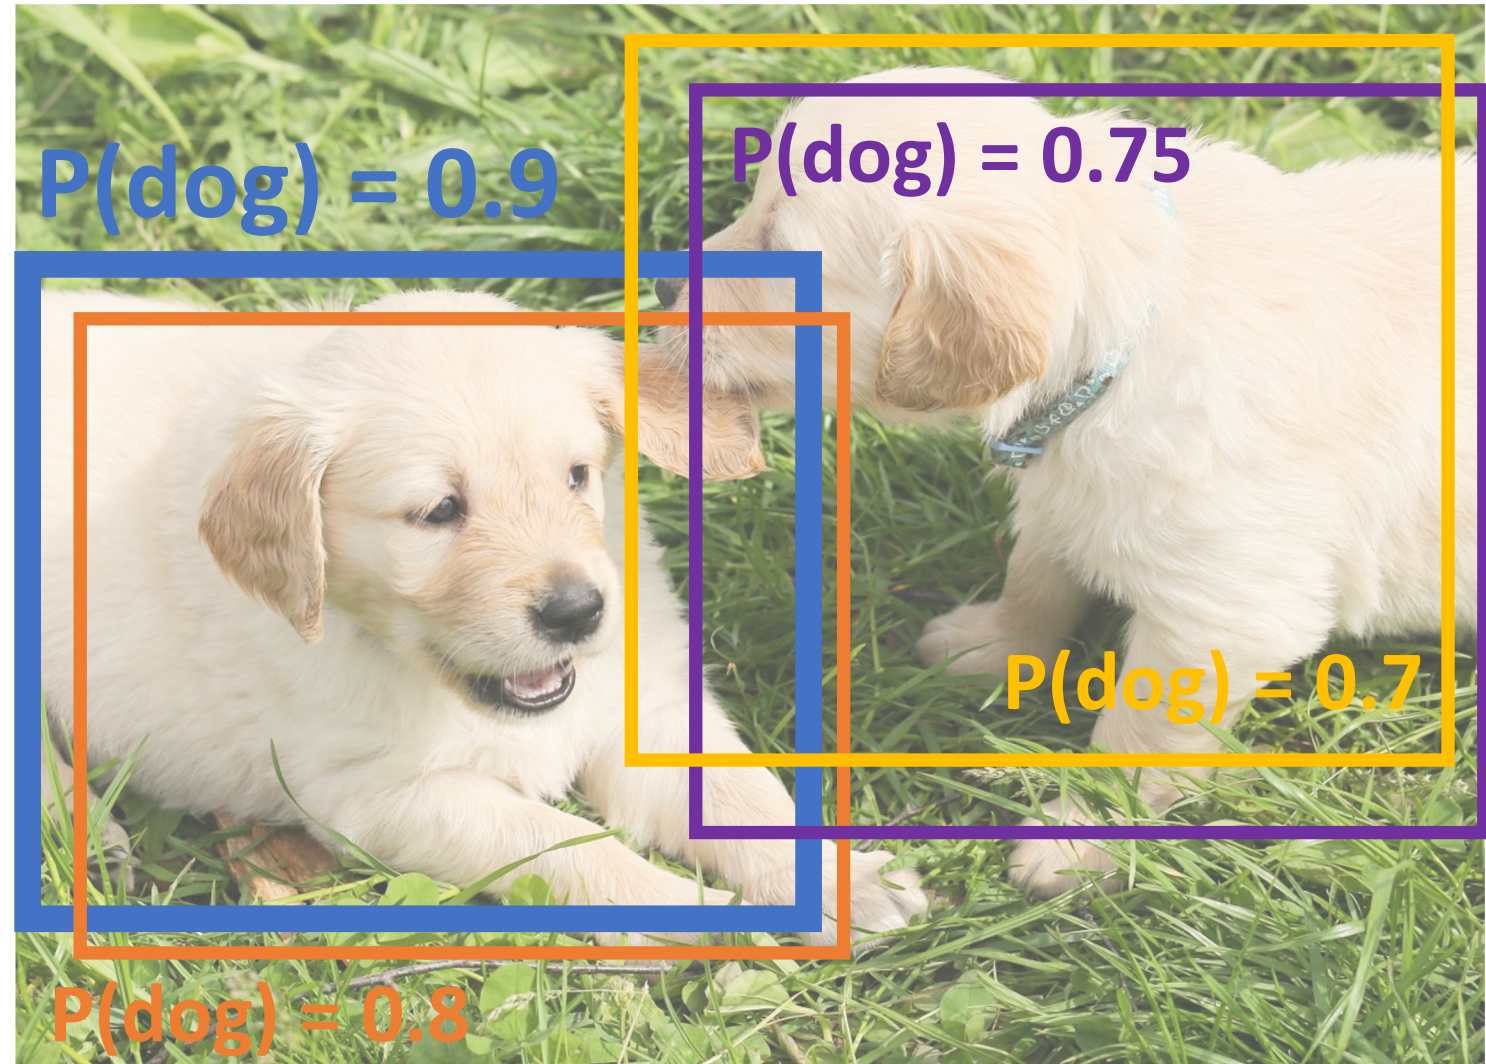 P(dog) = 0.9
P(dog) = 0.75
P(dog) = 0.7
P(dog) = 0.8